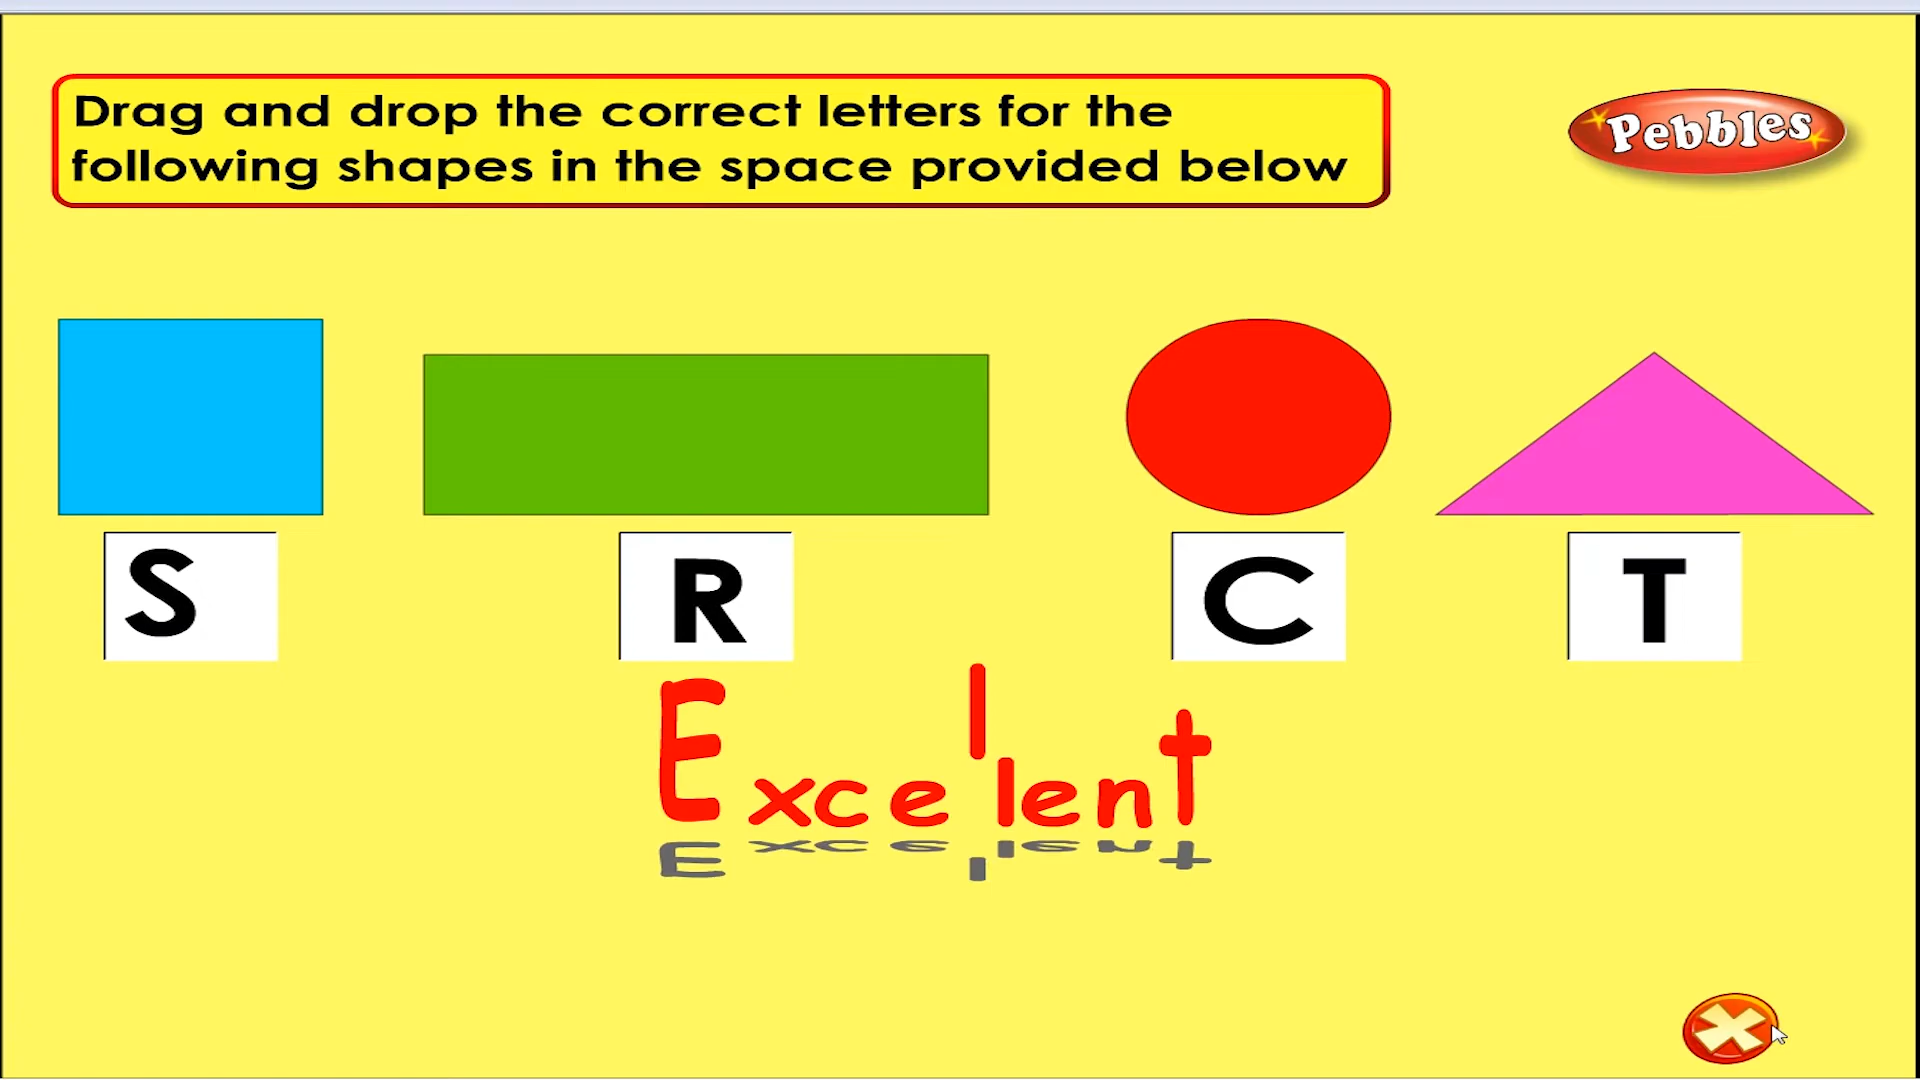 Drag and drop the correct letters for the
following shapes in the space provided below
Pebbles
S R C T
Excellent